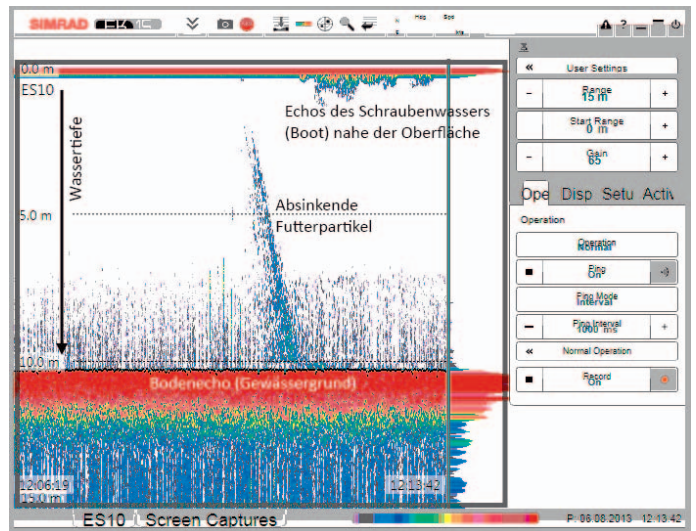 SIMRAD
Hdg Spd
0.0 m
ES10
Wassertiefe
Echos des Schraubenwassers
(Boot) nahe der Oberfläche
Absinkende
Futterpartikel
5.0 m
10.0 m
Bodenecho (Gewässergrund)
12:06:19
12:13:42
15.0 m
ES10
Screen Captures
User Settings
Range
15 m
Start Range
0 m
Gain
65
Ope Disp Setu Activ
Operation
Operation
Normal
Ping
On
Ping Mode
Interval
Ping Interval
1000 ms
Normal Operation
Record
On
P: 06.08.2013 12:13:42